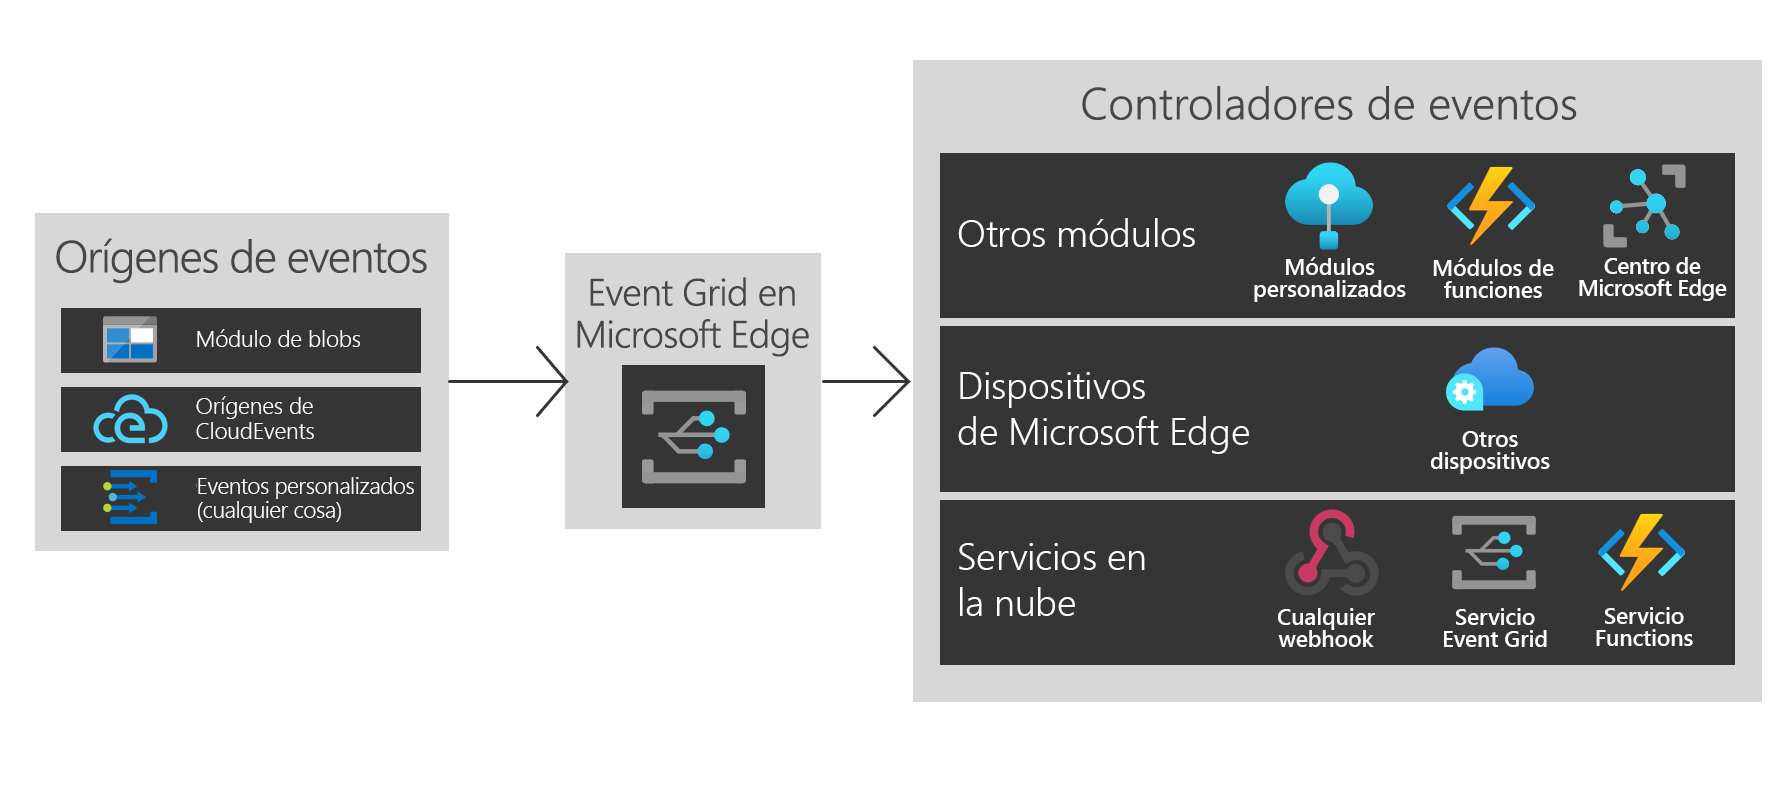 Orígenes de eventos
Módulo de blobs
Orígenes de
CloudEvents
Eventos personalizados
(cualquier cosa)
Event Grid en
Microsoft Edge
Controladores de eventos
Otros módulos
Módulos
personalizados
Módulos de
funciones
Centro de
Microsoft Edge
Dispositivos
de Microsoft Edge
Otros
dispositivos
Servicios en
la nube
Cualquier
webhook
Servicio
Event Grid
Servicio
Functions